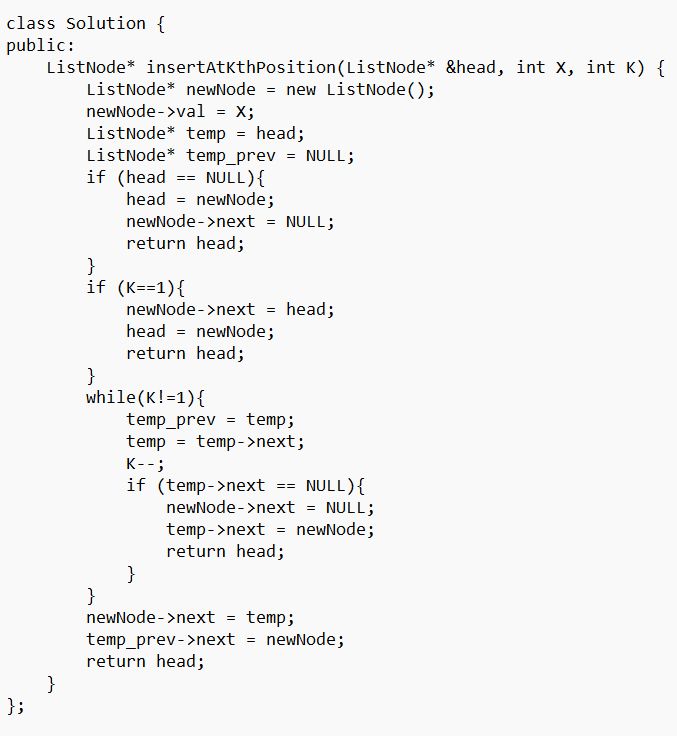 class Solution {
public:
    ListNode* insertAtKthPosition(ListNode* &head, int X, int K) {
        ListNode* newNode = new ListNode();
        newNode->val = X;
        ListNode* temp = head;
        ListNode* temp_prev = NULL;
        if (head == NULL){
            head = newNode;
            newNode->next = NULL;
            return head;
        }
        if (K==1){
            newNode->next = head;
            head = newNode;
            return head;
        }
        while(K!=1){
            temp_prev = temp;
            temp = temp->next;
            K--;
            if (temp->next == NULL){
                newNode->next = NULL;
                temp->next = newNode;
                return head;
            }
        }
        newNode->next = temp;
        temp_prev->next = newNode;
        return head;
    }
};